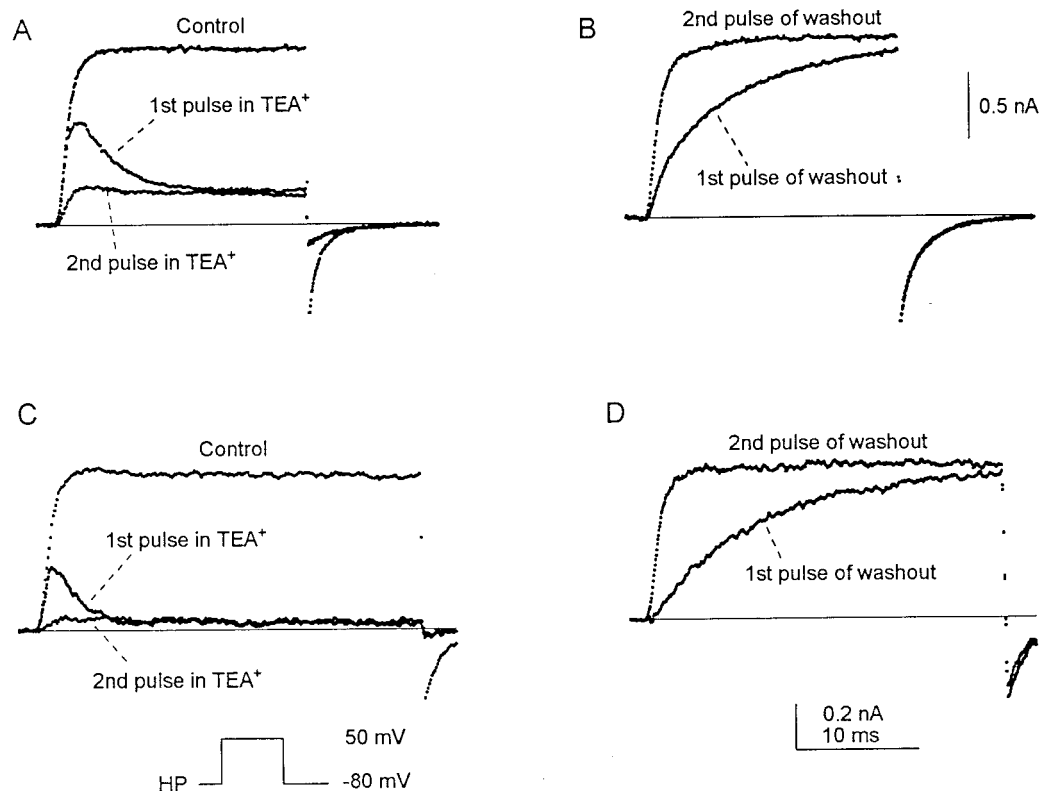 A
Control
1st pulse in TEA+
2nd pulse in TEA+
B
2nd pulse of washout
0.5 nA
1st pulse of washout
C
Control
1st pulse in TEA+
2nd pulse in TEA+
D
2nd pulse of washout
1st pulse of washout
0.2 nA
10 ms
50 mV
HP
-80 mV